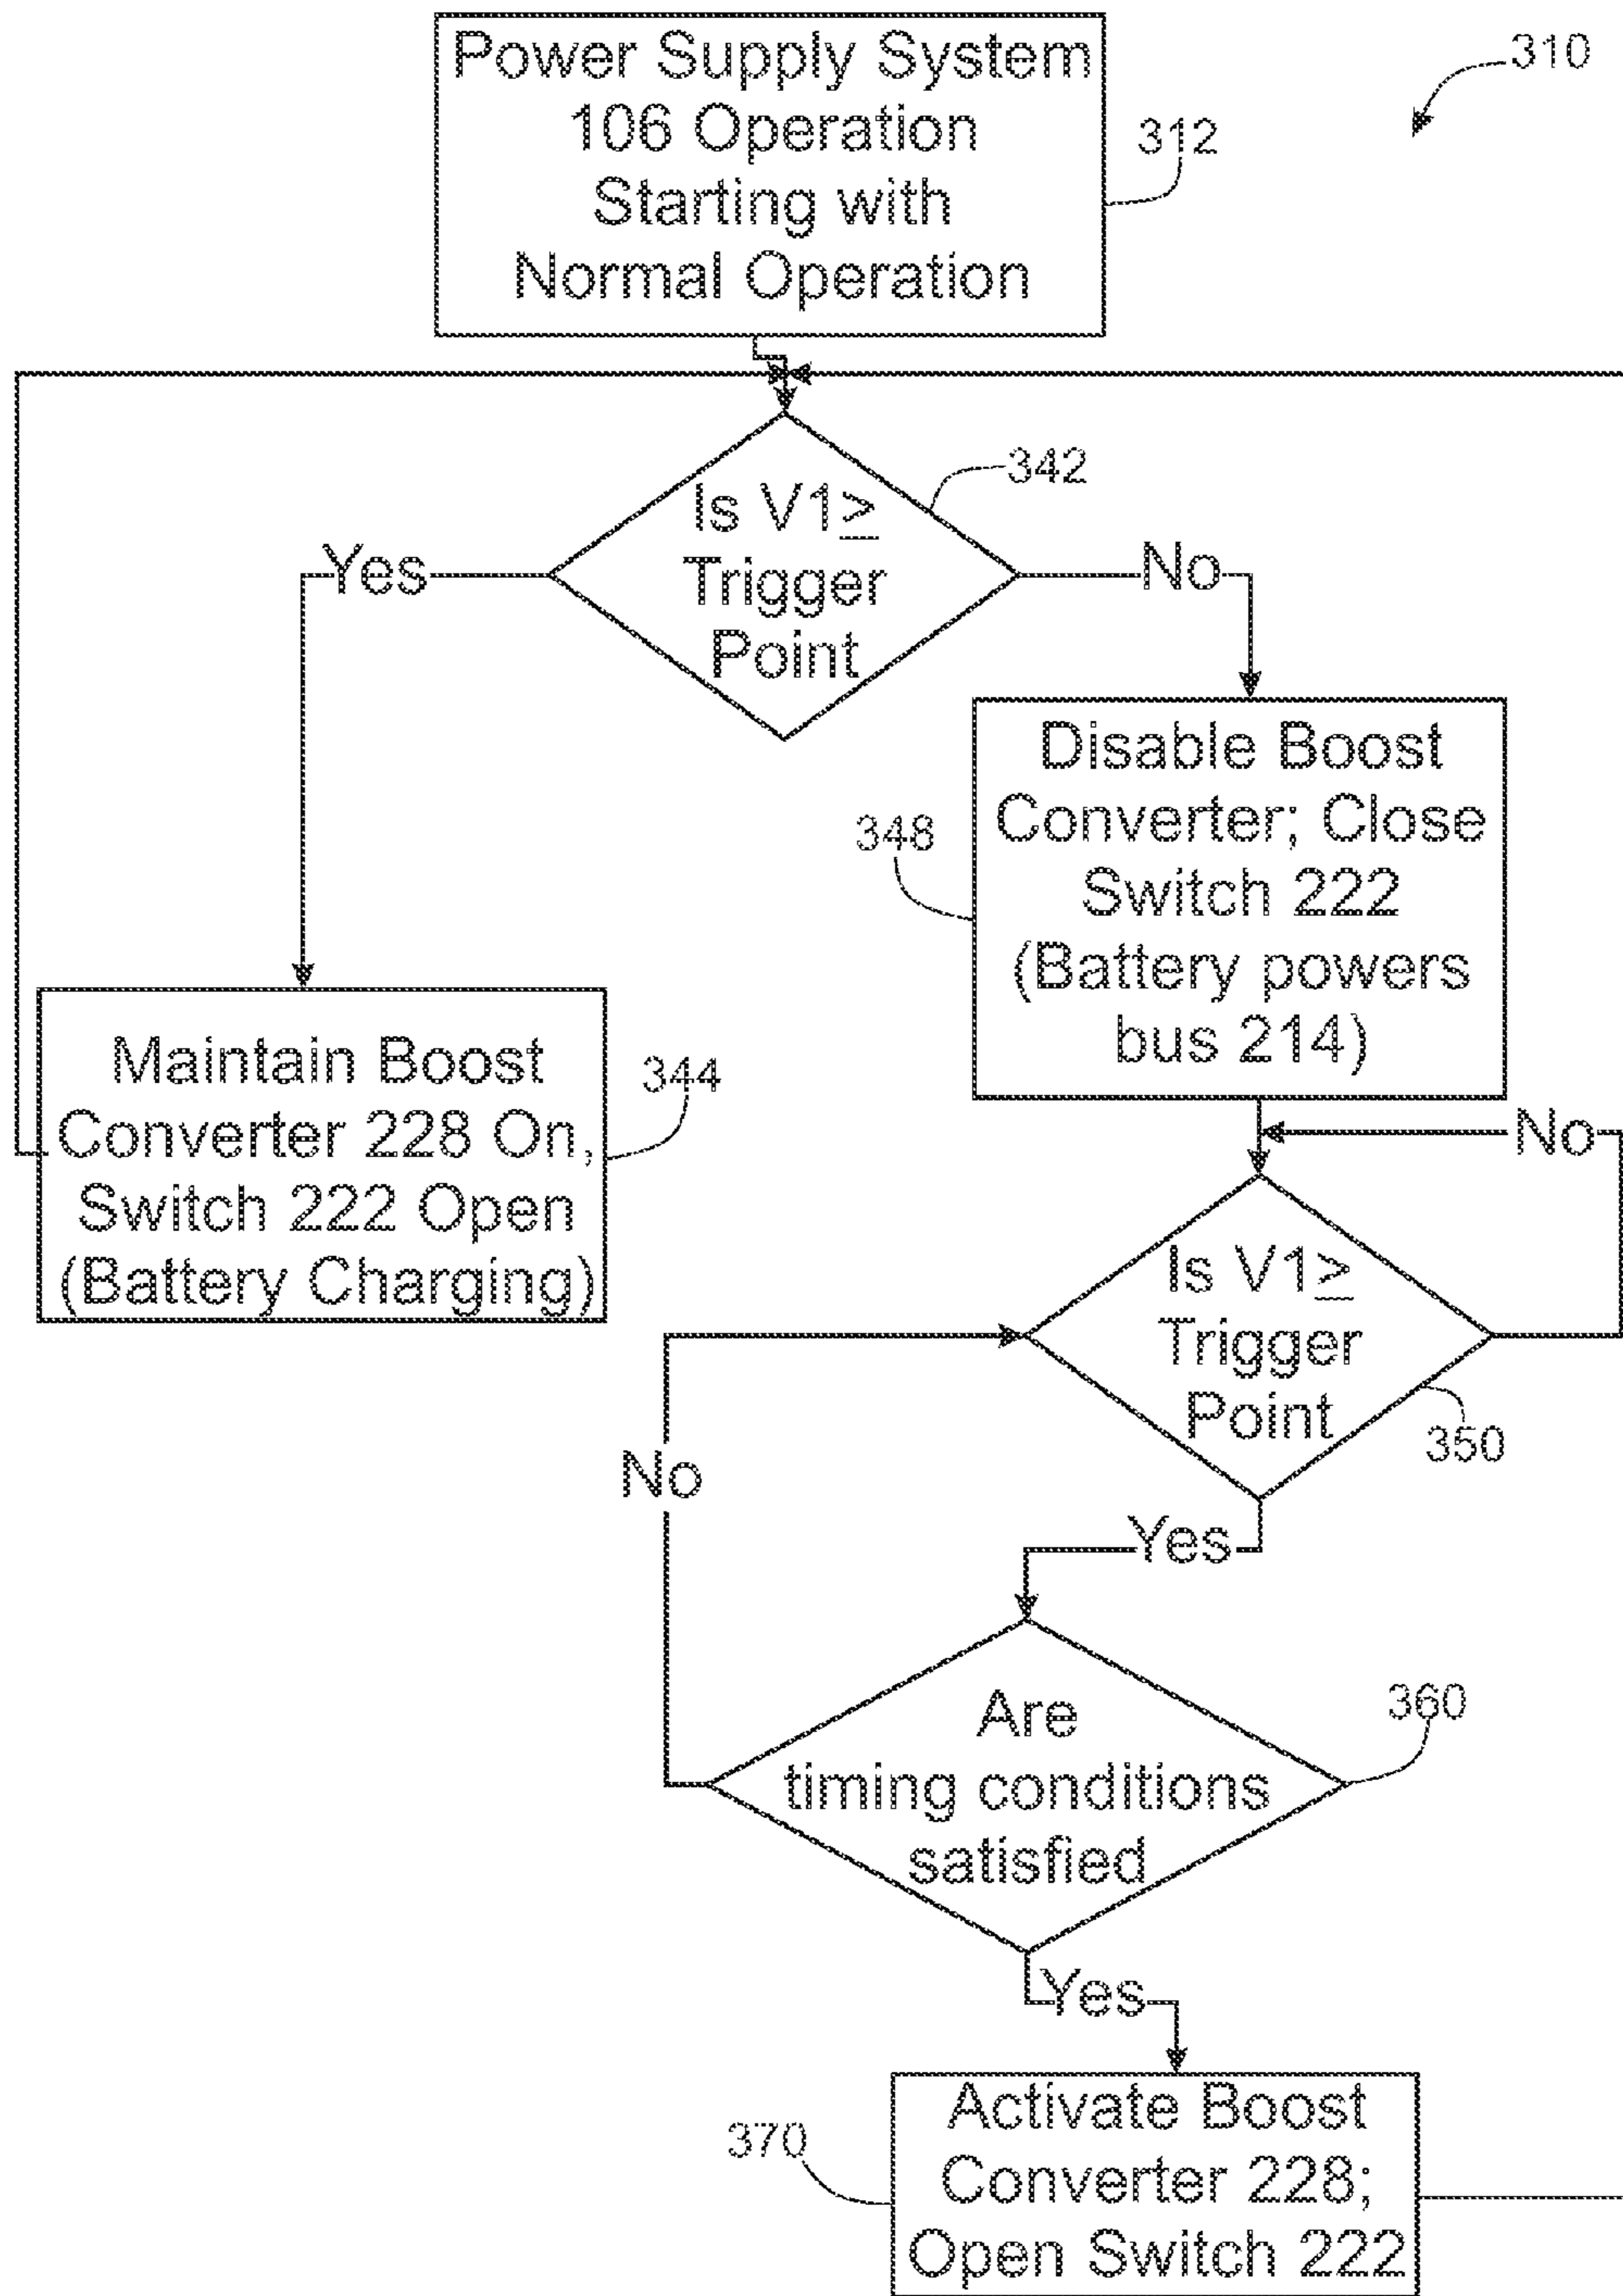 Power Supply System
106 Operation
Starting with
Normal Operation
310
312
342
Is V1≥
Trigger
Point
Yes
No
Disable Boost
Converter; Close
Switch 222
(Battery powers
bus 214)
348
Maintain Boost
Converter 228 On,
Switch 222 Open
(Battery Charging)
344
No
Is V1≥
Trigger
Point
350
No
Yes
Are
timing conditions
satisfied
360
Yes
Activate Boost
Converter 228;
Open Switch 222
370